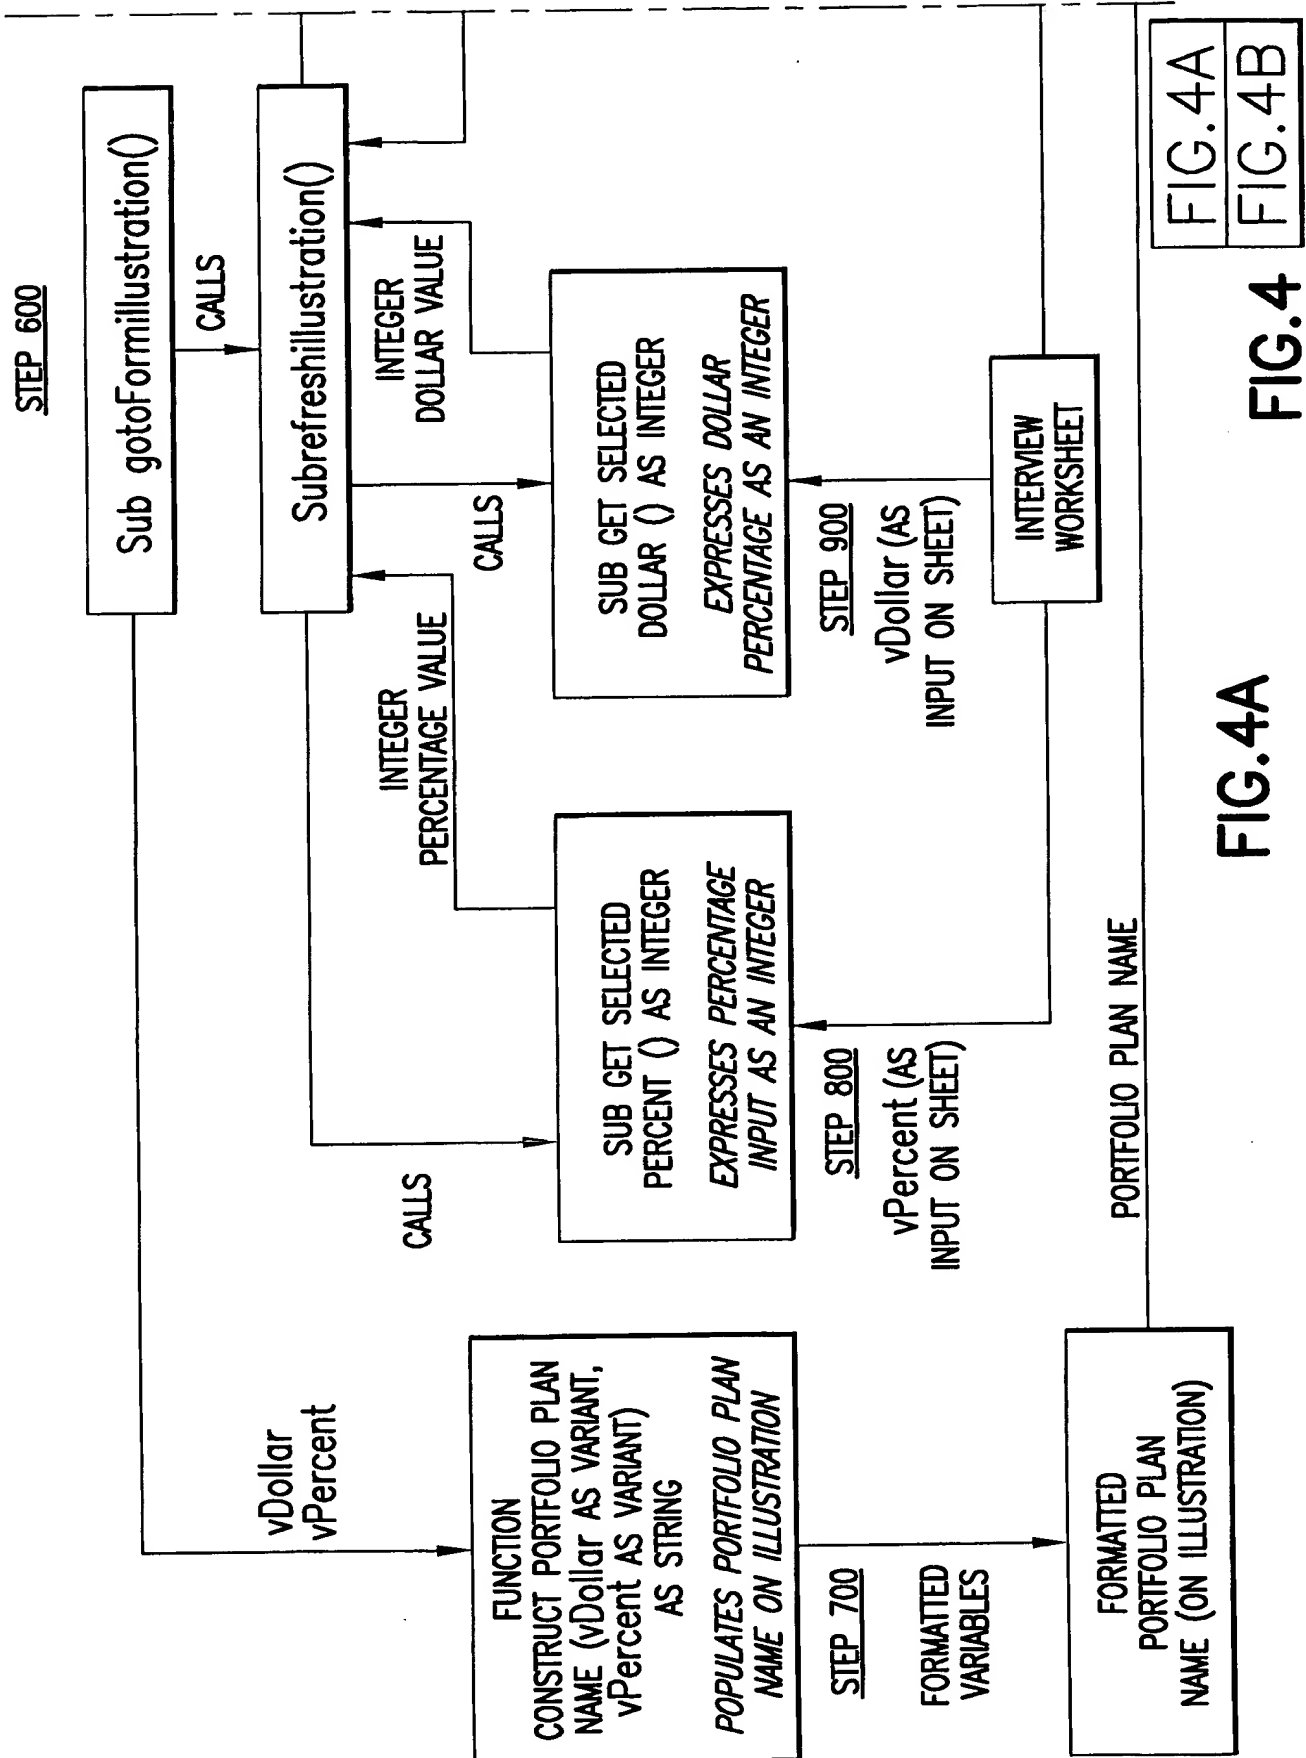 STEP 600
Sub gotoFormillustration()
CALLS
Subrefreshillustration()
vDollar
vPercent
CALLS
INTEGER
PERCENTAGE VALUE
CALLS
INTEGER
DOLLAR VALUE
FUNCTION
CONSTRUCT PORTFOLIO PLAN
NAME (vDollar AS VARIANT,
vPercent AS VARIANT)
AS STRING
POPULATES PORTFOLIO PLAN
NAME ON ILLUSTRATION
SUB GET SELECTED
PERCENT () AS INTEGER
EXPRESSES PERCENTAGE
INPUT AS AN INTEGER
SUB GET SELECTED
DOLLAR () AS INTEGER
EXPRESSES DOLLAR
PERCENTAGE AS AN INTEGER
STEP 700
FORMATTED
VARIABLES
STEP 800
vPercent (AS
INPUT ON SHEET)
STEP 900
vDollar (AS
INPUT ON SHEET)
INTERVIEW
WORKSHEET
FORMATTED
PORTFOLIO PLAN
NAME (ON ILLUSTRATION)
PORTFOLIO PLAN NAME
FIG.4A
FIG.4
FIG.4A
FIG.4B